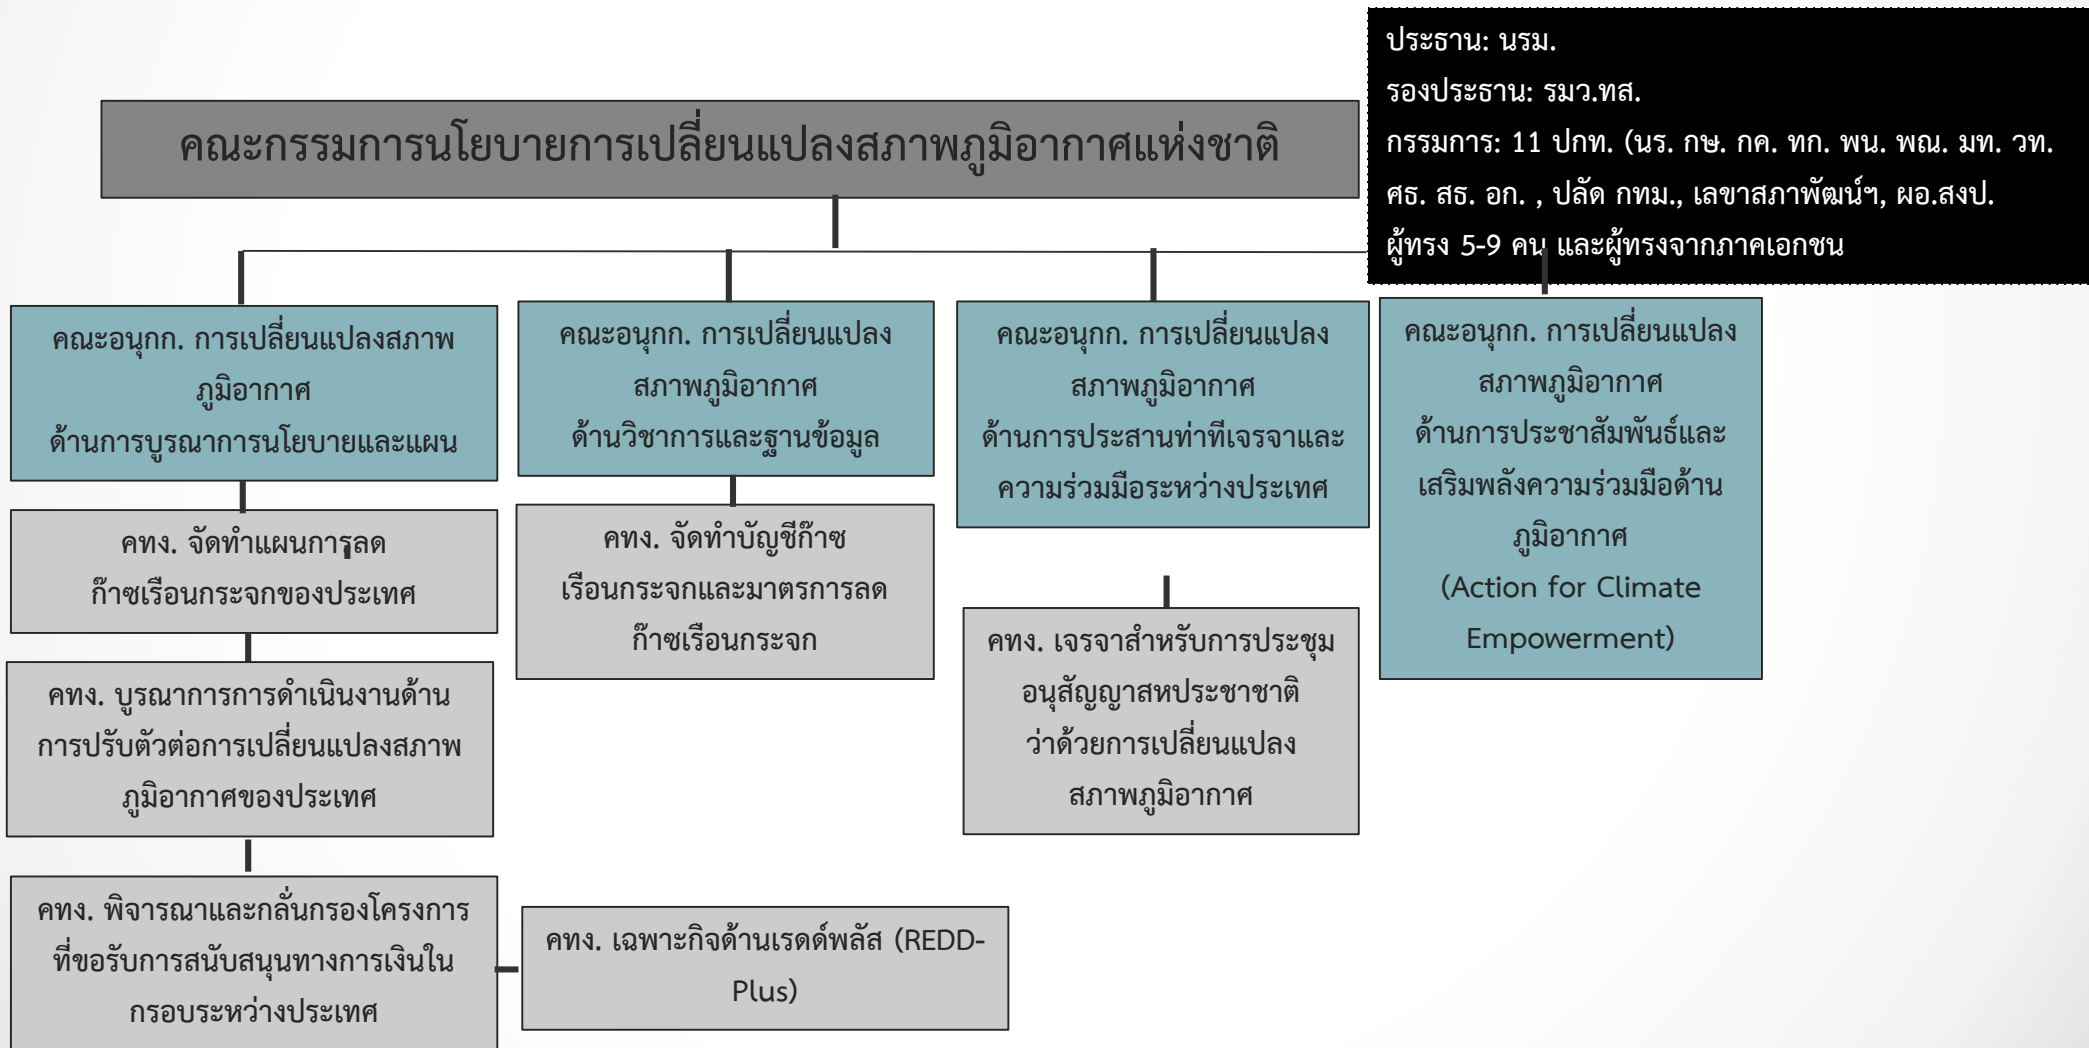 ประธาน: นรม.
รองประธาน: รมว.ทส.
กรรมการ: 11 ปกท. (นร. กษ. กค. ทก. พน. พณ. มท. วท.
ศธ. สธ. อก. , ปลัด กทม., เลขาสภาพัฒน์ฯ, ผอ.สงป.
ผู้ทรง 5-9 คน และผู้ทรงจากภาคเอกชน
คณะกรรมการนโยบายการเปลี่ยนแปลงสภาพภูมิอากาศแห่งชาติ
คณะอนุกก. การเปลี่ยนแปลงสภาพ
ภูมิอากาศ
ด้านการบูรณาการนโยบายและแผน
คณะอนุกก. การเปลี่ยนแปลง
สภาพภูมิอากาศ
ด้านวิชาการและฐานข้อมูล
คณะอนุกก. การเปลี่ยนแปลง
สภาพภูมิอากาศ
ด้านการประสานท่าทีเจรจาและ
ความร่วมมือระหว่างประเทศ
คณะอนุกก. การเปลี่ยนแปลง
สภาพภูมิอากาศ
ด้านการประชาสัมพันธ์และ
เสริมพลังความร่วมมือด้าน
ภูมิอากาศ
(Action for Climate
Empowerment)
คทง. จัดทำแผนการลด
ก๊าซเรือนกระจกของประเทศ
คทง. จัดทำบัญชีก๊าซ
เรือนกระจกและมาตรการลด
ก๊าซเรือนกระจก
คทง. เจรจาสำหรับการประชุม
อนุสัญญาสหประชาชาติ
ว่าด้วยการเปลี่ยนแปลง
สภาพภูมิอากาศ
คทง. บูรณาการการดำเนินงานด้าน
การปรับตัวต่อการเปลี่ยนแปลงสภาพ
ภูมิอากาศของประเทศ
คทง. พิจารณาและกลั่นกรองโครงการ
ที่ขอรับการสนับสนุนทางการเงินใน
กรอบระหว่างประเทศ
คทง. เฉพาะกิจด้านเรดด์พลัส (REDD-
Plus)